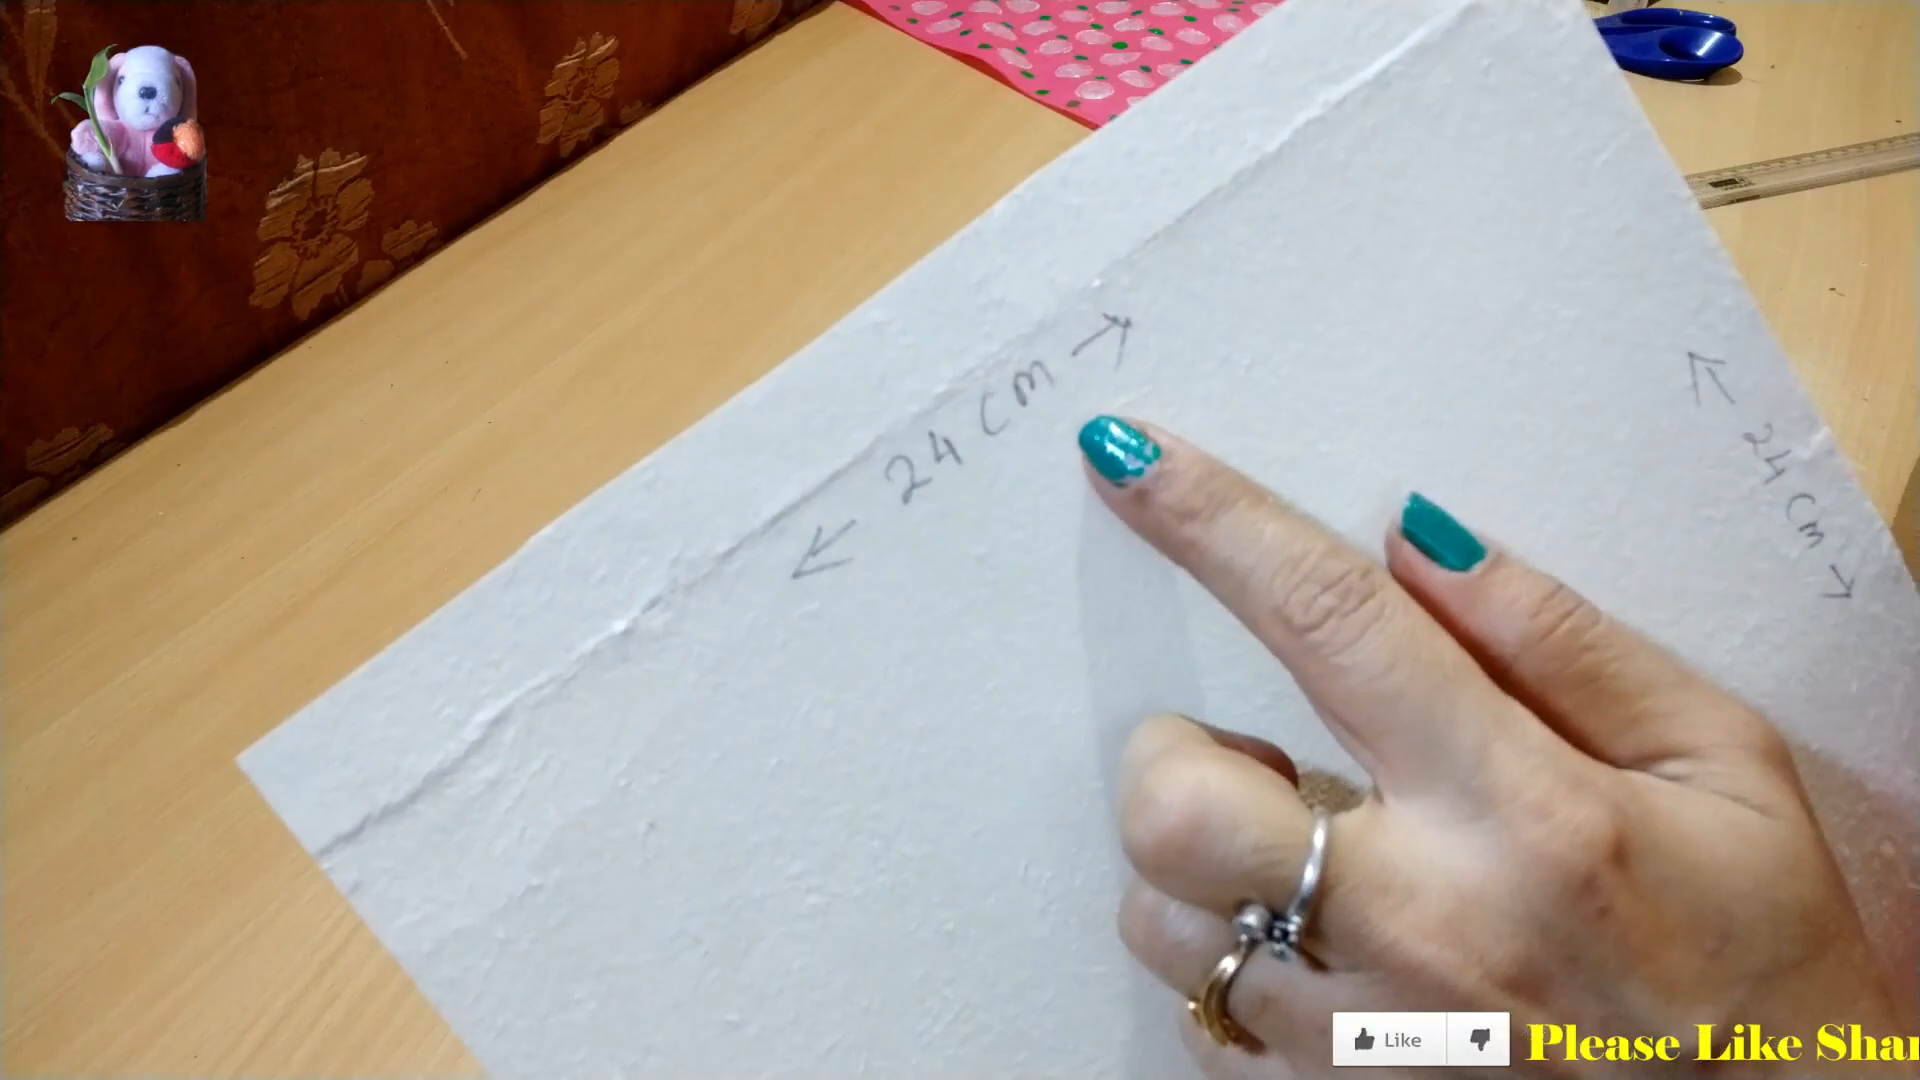 ← 24 cm →
← 24 cm →
Like
Please Like Shar